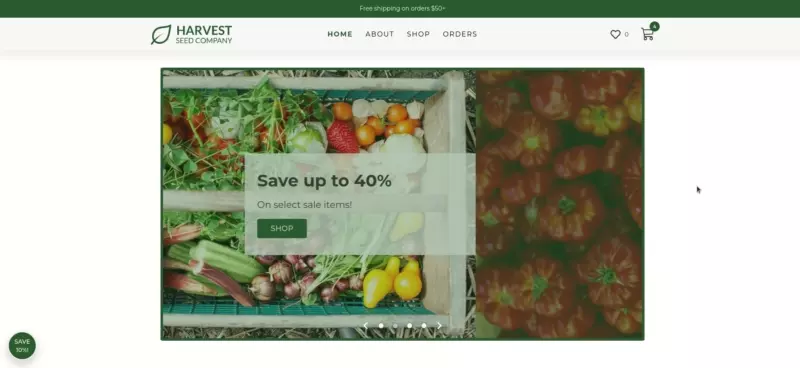 Free shipping on orders $50+
HARVEST
SEED COMPANY
HOME ABOUT SHOP ORDERS
0
4
Save up to 40%
On select sale items!
SHOP
SAVE
10%!